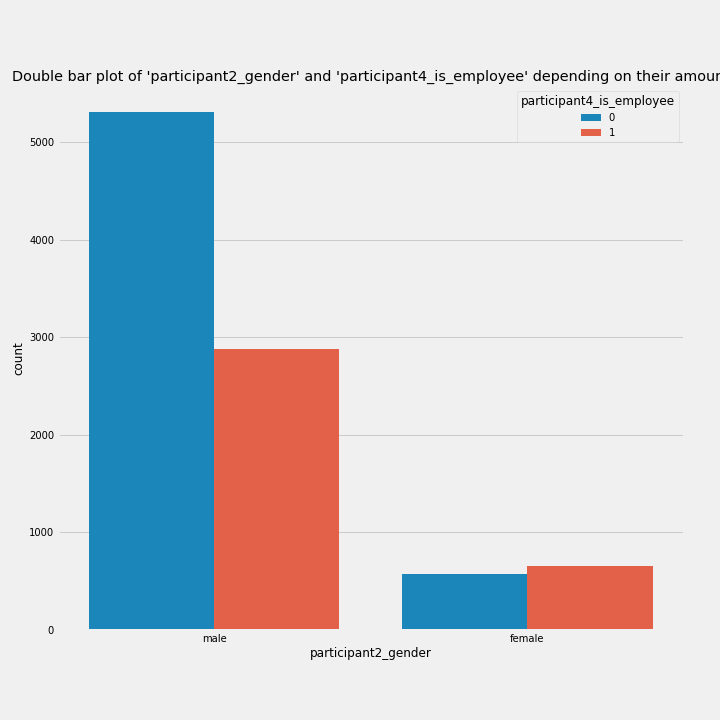 Double bar plot of 'participant2_gender' and 'participant4_is_employee' depending on their amour
participant4_is_employee
0
1
5000
4000
3000
2000
1000
0
count
male female
participant2_gender